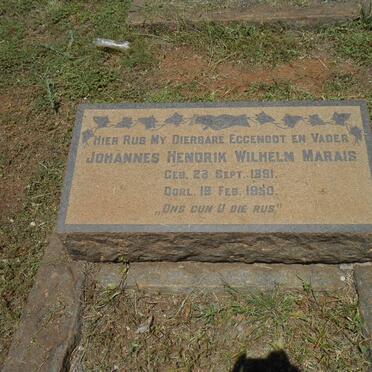 Hier Rus My Dierbare Eggenoot en Vader
Johannes Hendrik Wilhelm Marais
Geb. 23 Sept. 1891.
Oorl. 18 Feb. 1950.
„Ons gun U die rus."